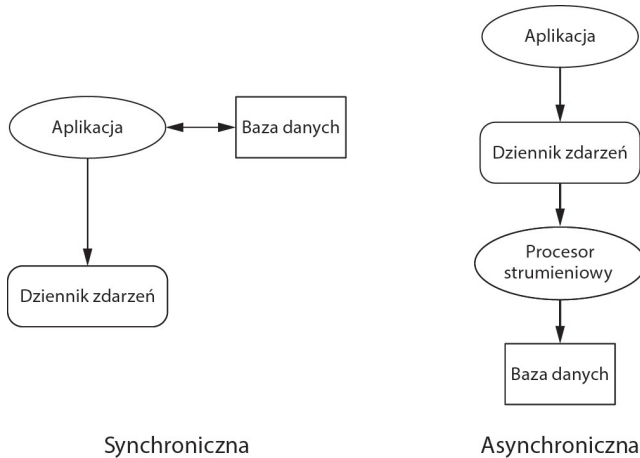 Aplikacja
Baza danych
Dziennik zdarzeń
Synchroniczna
Aplikacja
Dziennik zdarzeń
Procesor
strumieniowy
Baza danych
Asynchroniczna